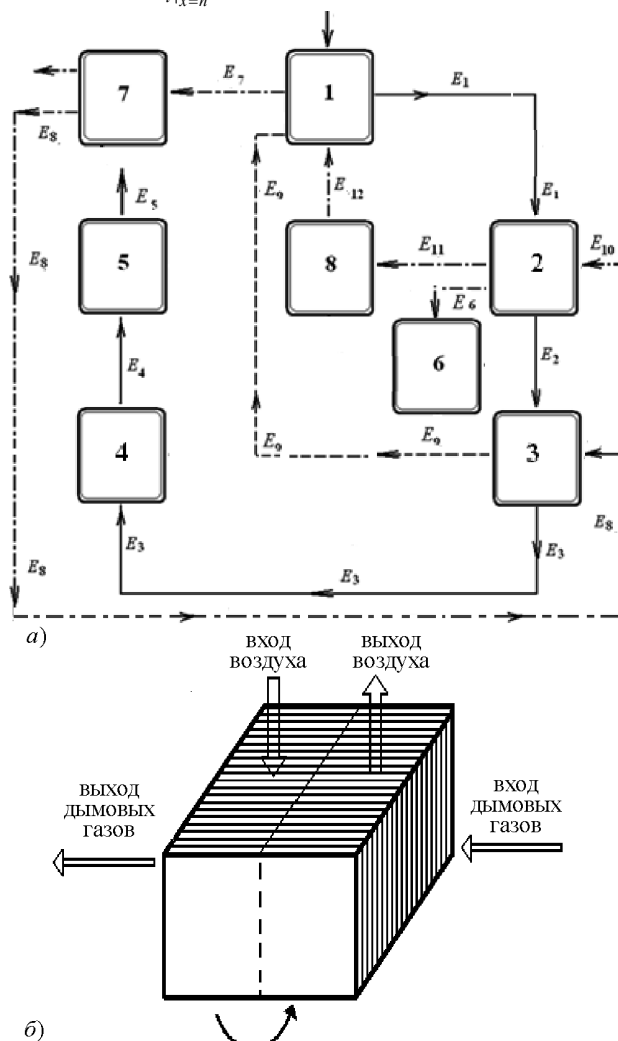 x=n
7
E7
1
E1
E8
E9
E12
E1
E5
E8
5
8
E11
2
E10
E6
E4
6
E2
4
E9
E9
3
E8
E3
E3
E8
E3
а)
вход
воздуха
выход
воздуха
выход
дымовых
газов
вход
дымовых
газов
б)